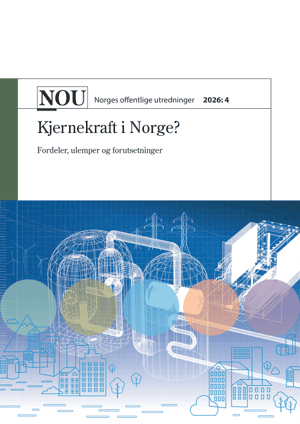 NOU
Norges offentlige utredninger 2026: 4
Kjernekraft i Norge?
Fordeler, ulemper og forutsetninger